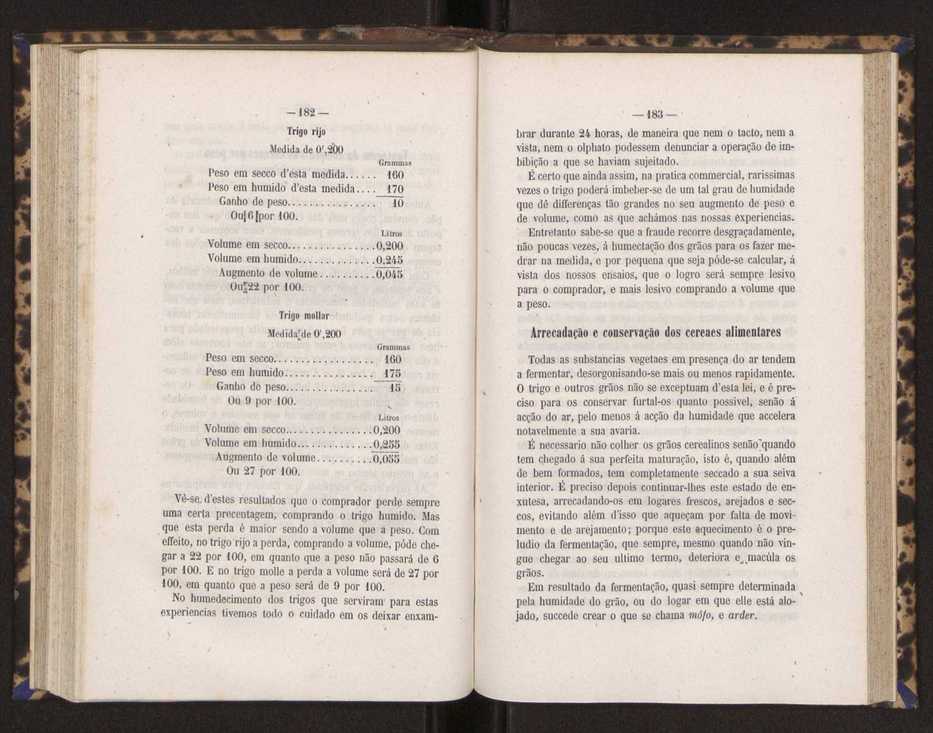 —182—
Trigo rijo
Medida de 0ˡ,200
Grammas
Peso em secco d'esta medida...... 160
Peso em humido d'esta medida.... 170
Ganho de peso................ 10
Ou 6 por 100.
Litros
Volume em secco................0,200
Volume em humido..............0,245
Augmento de volume..........0,045
Ou 22 por 100.
Trigo mollar
Medida de 0ˡ,200
Grammas
Peso em secco................... 160
Peso em humido................. 175
Ganho de peso................ 15
Ou 9 por 100.
Litros
Volume em secco................0,200
Volume em humido..............0,255
Augmento de volume..........0,055
Ou 27 por 100.
Vê-se, d'estes resultados que o comprador perde sempre
uma certa precentagem, comprando o trigo humido. Mas
que esta perda é maior sendo a volume que a peso. Com
effeito, no trigo rijo a perda, comprando a volume, póde che-
gar a 22 por 100, em quanto que a peso não passará de 6
por 100. E no trigo molle a perda a volume será de 27 por
100, em quanto que a peso será de 9 por 100.
No humedecimento dos trigos que serviram para estas
experiencias tivemos todo o cuidado em os deixar enxam-
—183—
brar durante 24 horas, de maneira que nem o tacto, nem a
vista, nem o olphato podessem denunciar a operação de im-
bibição a que se haviam sujeitado.
É certo que ainda assim, na pratica commercial, rarissimas
vezes o trigo poderá imbeber-se de um tal grau de humidade
que dê differenças tão grandes no seu augmento de peso e
de volume, como as que achámos nas nossas experiencias.
Entretanto sabe-se que a fraude recorre desgraçadamente,
não poucas vezes, á humectação dos grãos para os fazer me-
drar na medida, e por pequena que seja póde-se calcular, á
vista dos nossos ensaios, que o logro será sempre lesivo
para o comprador, e mais lesivo comprando a volume que
a peso.
Arrecadação e conservação dos cereaes alimentares
Todas as substancias vegetaes em presença do ar tendem
a fermentar, desorgonisando-se mais ou menos rapidamente.
O trigo e outros grãos não se exceptuam d'esta lei, e é pre-
ciso para os conservar furtal-os quanto possivel, senão á
acção do ar, pelo menos á acção da humidade que accelera
notavelmente a sua avaria.
É necessario não colher os grãos cerealinos senão quando
tem chegado á sua perfeita maturação, isto é, quando além
de bem formados, tem completamente seccado a sua seiva
interior. É preciso depois continuar-lhes este estado de en-
xutesa, arrecadando-os em logares frescos, arejados e sec-
cos, evitando além d'isso que aqueçam por falta de movi-
mento e de arejamento; porque este aquecimento é o pre-
ludio da fermentação, que sempre, mesmo quando não vin-
gue chegar ao seu ultimo termo, deteriora e macúla os
grãos.
Em resultado da fermentação, quasi sempre determinada
pela humidade do grão, ou do logar em que elle está alo-
jado, succede crear o que se chama môfo, e arder.